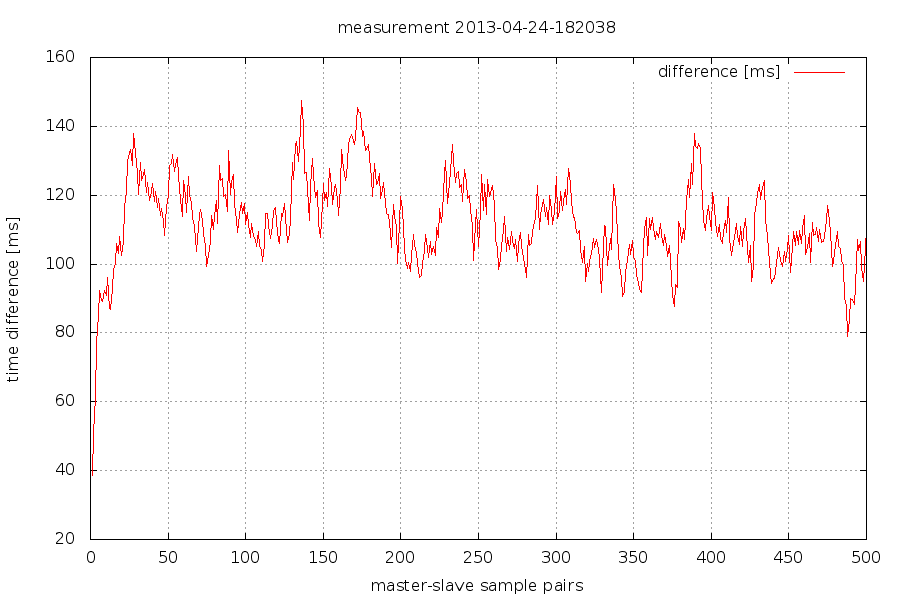 measurement 2013-04-24-182038
difference [ms]
time difference [ms]
160
140
120
100
80
60
40
20
0 50 100 150 200 250 300 350 400 450 500
master-slave sample pairs